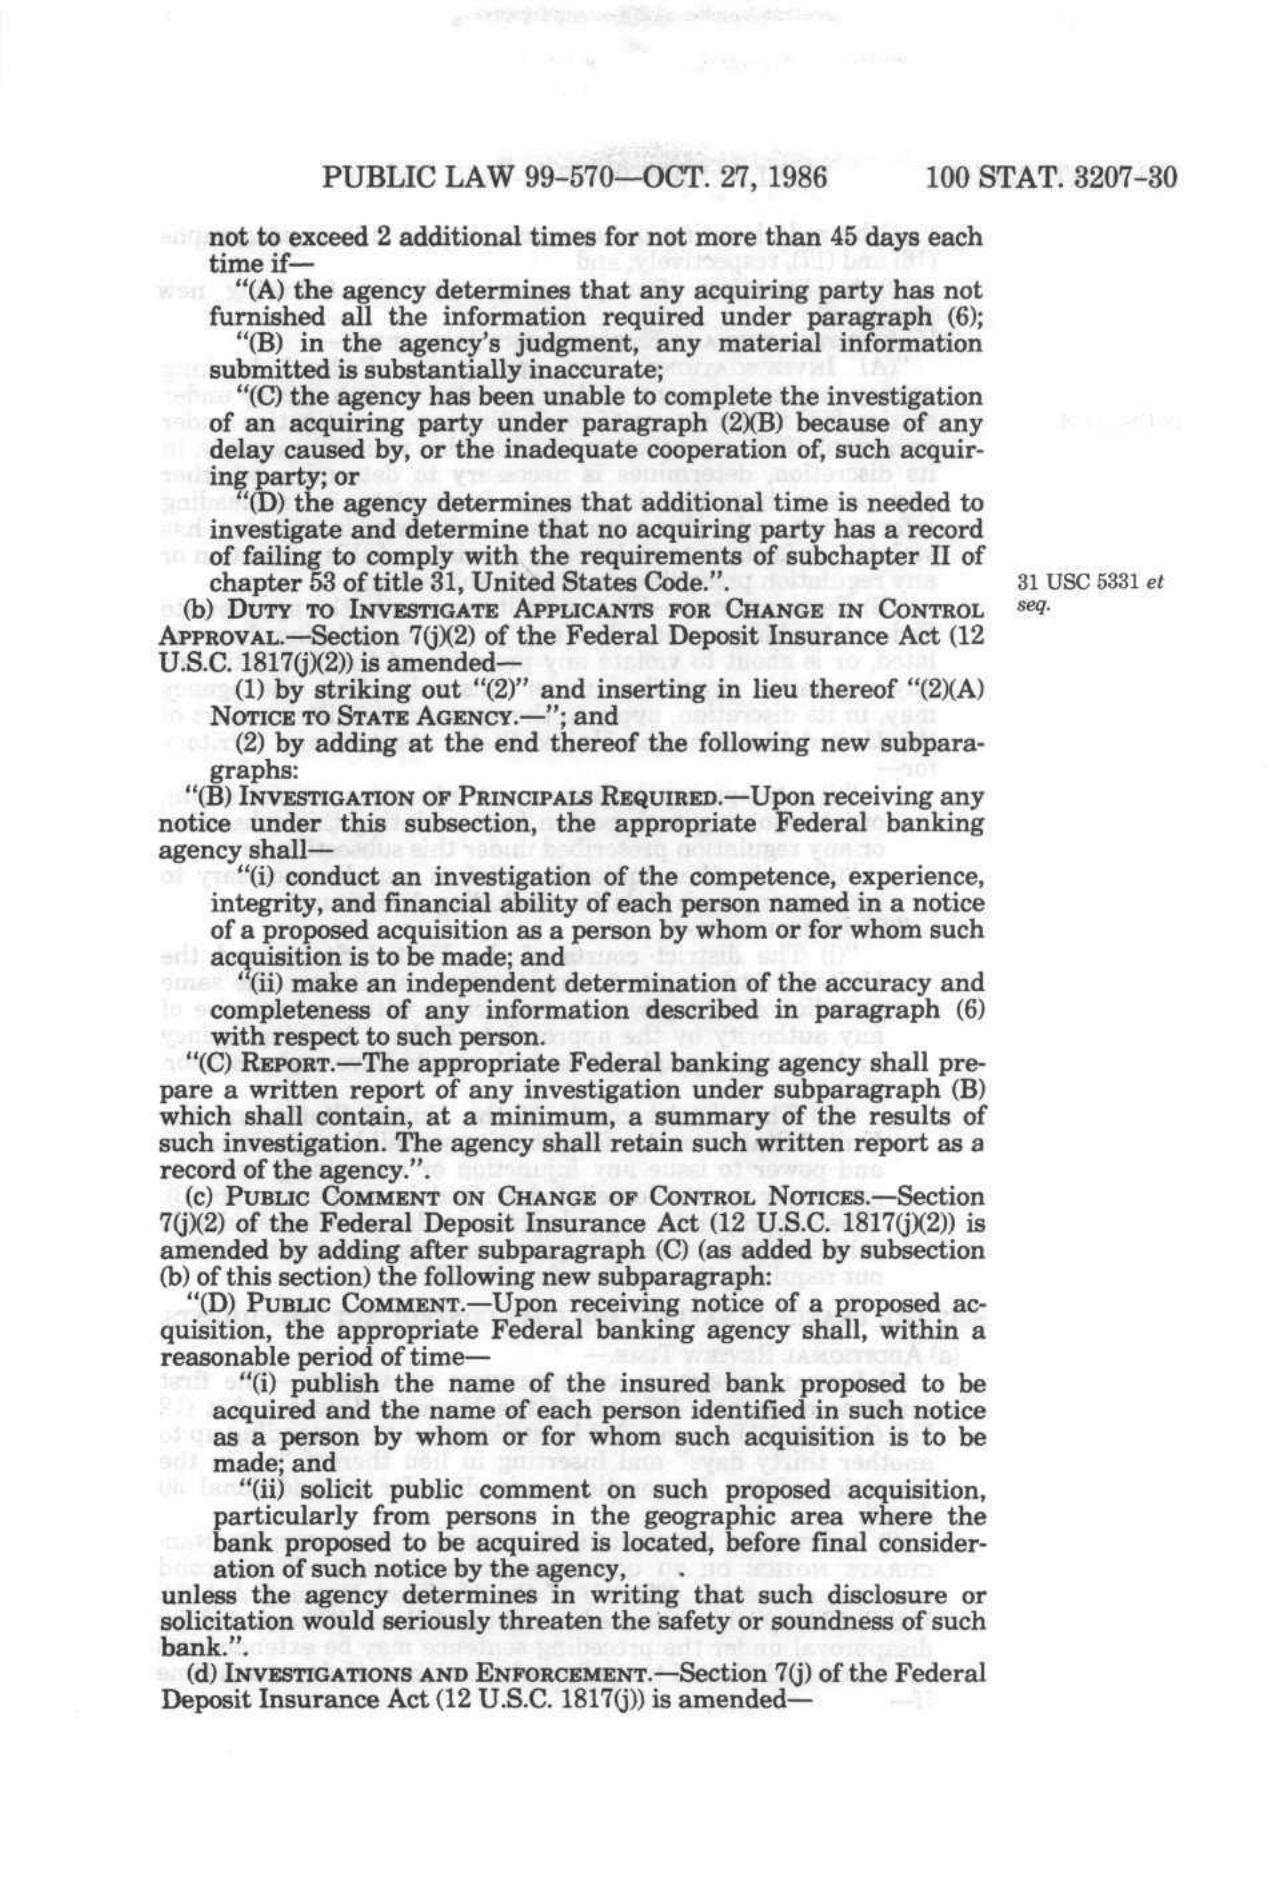 PUBLIC LAW 99-570—OCT. 27, 1986 100 STAT. 3207-30
not to exceed 2 additional times for not more than 45 days each
time if—
“(A) the agency determines that any acquiring party has not
furnished all the information required under paragraph (6);
“(B) in the agency's judgment, any material information
submitted is substantially inaccurate;
“(C) the agency has been unable to complete the investigation
of an acquiring party under paragraph (2)(B) because of any
delay caused by, or the inadequate cooperation of, such acquir-
ing party; or
“(D) the agency determines that additional time is needed to
investigate and determine that no acquiring party has a record
of failing to comply with the requirements of subchapter II of
chapter 53 of title 31, United States Code.”.
31 USC 5331 et
seq.
(b) DUTY TO INVESTIGATE APPLICANTS FOR CHANGE IN CONTROL
APPROVAL.—Section 7(j)(2) of the Federal Deposit Insurance Act (12
U.S.C. 1817(j)(2)) is amended—
(1) by striking out “(2)” and inserting in lieu thereof “(2)(A)
NOTICE TO STATE AGENCY.—”; and
(2) by adding at the end thereof the following new subpara-
graphs:
“(B) INVESTIGATION OF PRINCIPALS REQUIRED.—Upon receiving any
notice under this subsection, the appropriate Federal banking
agency shall—
“(i) conduct an investigation of the competence, experience,
integrity, and financial ability of each person named in a notice
of a proposed acquisition as a person by whom or for whom such
acquisition is to be made; and
“(ii) make an independent determination of the accuracy and
completeness of any information described in paragraph (6)
with respect to such person.
“(C) REPORT.—The appropriate Federal banking agency shall pre-
pare a written report of any investigation under subparagraph (B)
which shall contain, at a minimum, a summary of the results of
such investigation. The agency shall retain such written report as a
record of the agency.”.
(c) PUBLIC COMMENT ON CHANGE OF CONTROL NOTICES.—Section
7(j)(2) of the Federal Deposit Insurance Act (12 U.S.C. 1817(j)(2)) is
amended by adding after subparagraph (C) (as added by subsection
(b) of this section) the following new subparagraph:
“(D) PUBLIC COMMENT.—Upon receiving notice of a proposed ac-
quisition, the appropriate Federal banking agency shall, within a
reasonable period of time—
“(i) publish the name of the insured bank proposed to be
acquired and the name of each person identified in such notice
as a person by whom or for whom such acquisition is to be
made; and
“(ii) solicit public comment on such proposed acquisition,
particularly from persons in the geographic area where the
bank proposed to be acquired is located, before final consider-
ation of such notice by the agency,
unless the agency determines in writing that such disclosure or
solicitation would seriously threaten the safety or soundness of such
bank.”.
(d) INVESTIGATIONS AND ENFORCEMENT.—Section 7(j) of the Federal
Deposit Insurance Act (12 U.S.C. 1817(j)) is amended—